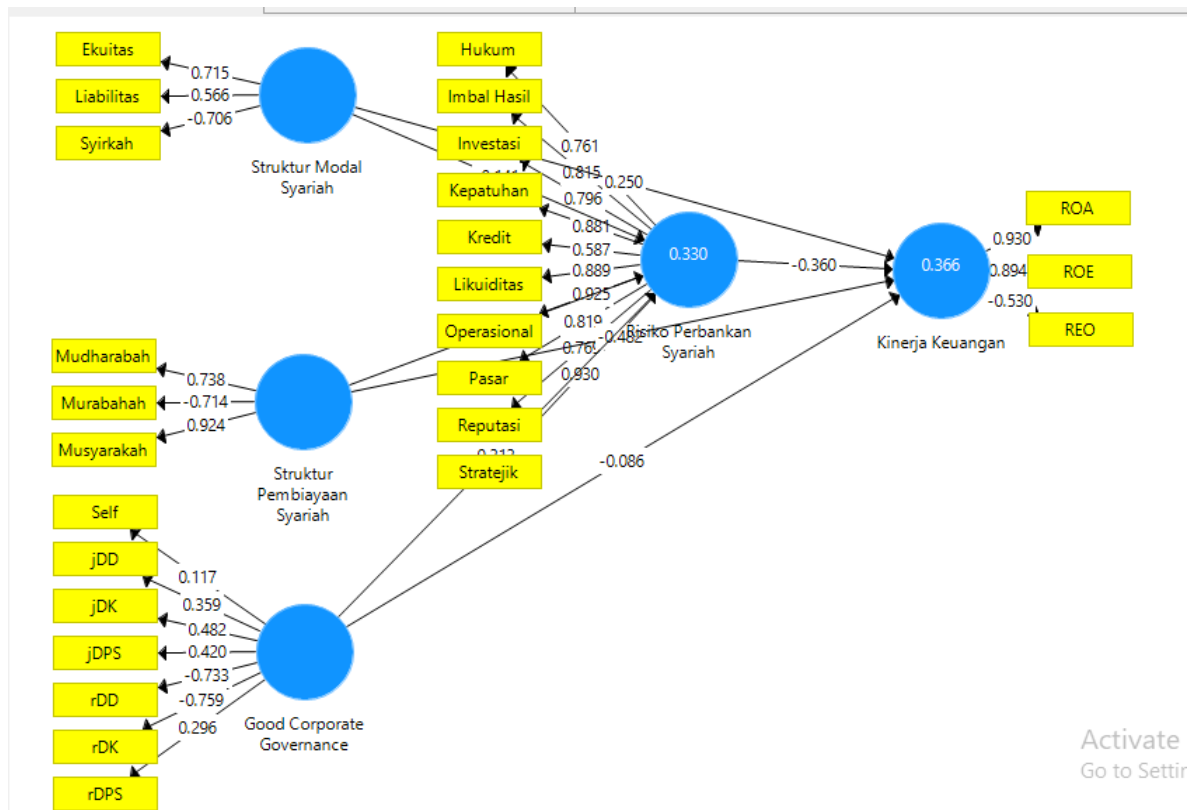 Ekuitas
Liabilitas
Syirkah
0.715
0.566
-0.706
Struktur Modal
Syariah
Hukum
Imbal Hasil
Investasi
Kepatuhan
Kredit
Likuiditas
Operasional
Pasar
Reputasi
Stratejik
0.761
0.815
0.796
0.881
0.587
0.889
0.925
0.819
0.930
0.250
0.330
Risiko Perbankan
Syariah
-0.360
-0.482
0.366
Kinerja Keuangan
0.930
0.894
-0.530
ROA
ROE
REO
Mudharabah
Murabahah
Musyarakah
0.738
-0.714
0.924
Struktur
Pembiayaan
Syariah
-0.086
Self
jDD
jDK
jDPS
rDD
rDK
rDPS
0.117
0.359
0.482
0.420
-0.733
-0.759
0.296
Good Corporate
Governance
Activate
Go to Settin